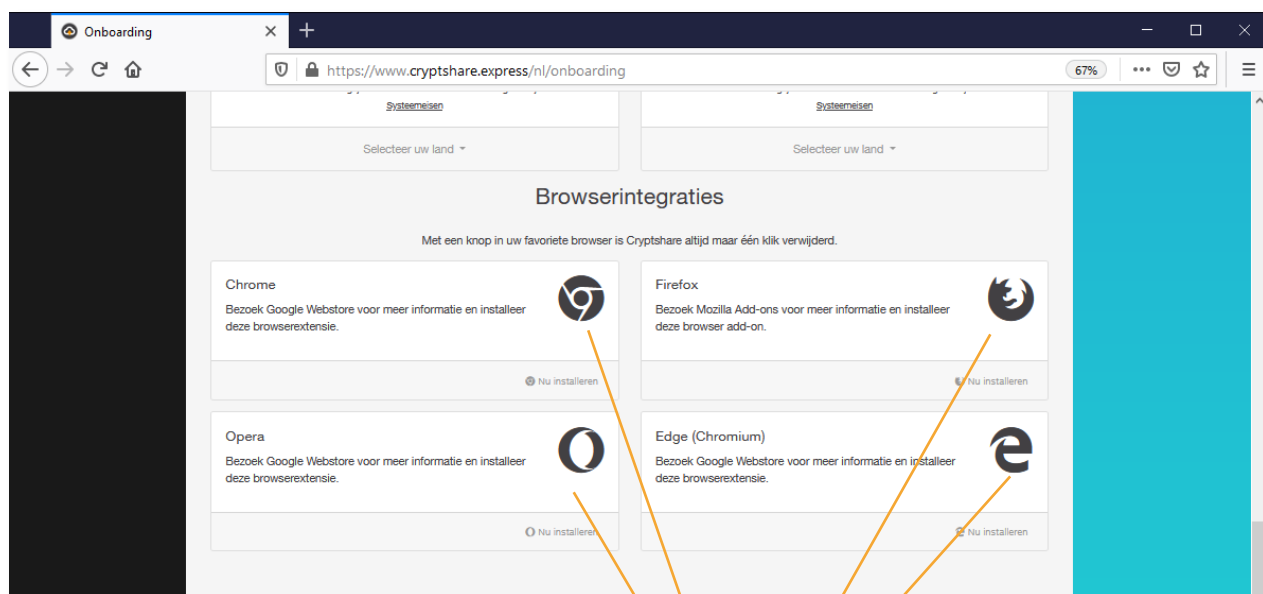 Onboarding
https://www.cryptshare.express/nl/onboarding
67%
Systeemeisen
Systeemeisen
Selecteer uw land
Selecteer uw land
Browserintegraties
Met een knop in uw favoriete browser is Cryptshare altijd maar één klik verwijderd.
Chrome
Bezoek Google Webstore voor meer informatie en installeer
deze browserextensie.
Nu installeren
Firefox
Bezoek Mozilla Add-ons voor meer informatie en installeer
deze browser add-on.
Nu installeren
Opera
Bezoek Google Webstore voor meer informatie en installeer
deze browserextensie.
Nu installeren
Edge (Chromium)
Bezoek Google Webstore voor meer informatie en installeer
deze browserextensie.
Nu installeren